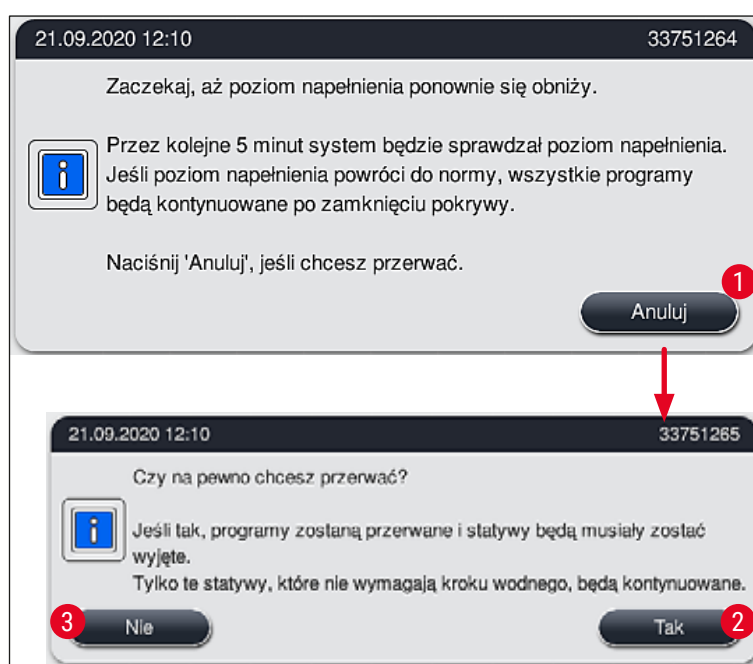 21.09.2020 12:10 33751264
Zaczekaj, aż poziom napełnienia ponownie się obniży.
Przez kolejne 5 minut system będzie sprawdzał poziom napełnienia.
Jeśli poziom napełnienia powróci do normy, wszystkie programy
będą kontynuowane po zamknięciu pokrywy.
Naciśnij 'Anuluj', jeśli chcesz przerwać.
1
Anuluj
21.09.2020 12:10 33751265
Czy na pewno chcesz przerwać?
Jeśli tak, programy zostaną przerwane i statywy będą musiały zostać
wyjęte.
Tylko te statywy, które nie wymagają kroku wodnego, będą kontynuowane.
3 Nie Tak 2